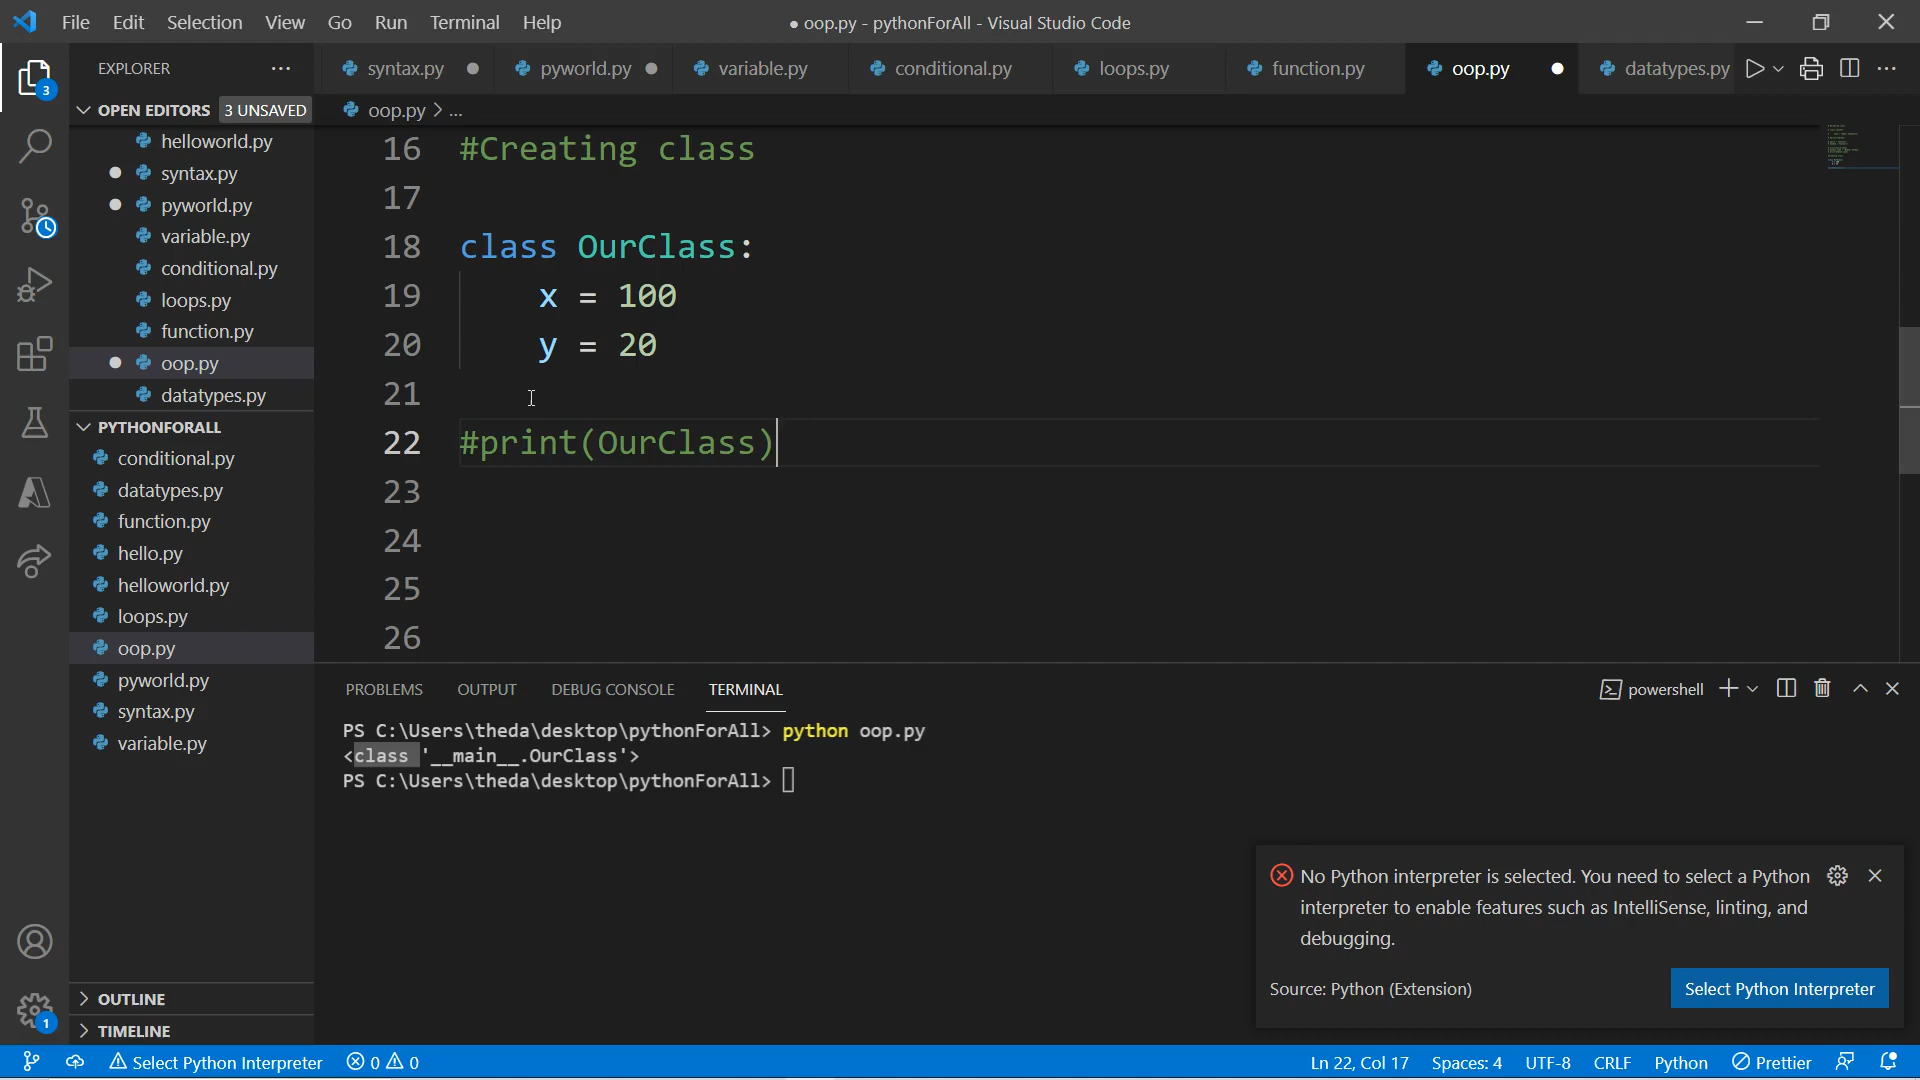 File Edit Selection View Go Run Terminal Help
● oop.py - pythonForAll - Visual Studio Code
EXPLORER
syntax.py
pyworld.py
variable.py
conditional.py
loops.py
function.py
oop.py
datatypes.py
OPEN EDITORS 3 UNSAVED
oop.py > ...
helloworld.py
syntax.py
pyworld.py
variable.py
conditional.py
loops.py
function.py
oop.py
datatypes.py
PYTHONFORALL
conditional.py
datatypes.py
function.py
hello.py
helloworld.py
loops.py
oop.py
pyworld.py
syntax.py
variable.py
OUTLINE
TIMELINE
3
1
16 #Creating class
17
18 class OurClass:
19 x = 100
20 y = 20
21
22 #print(OurClass)
23
24
25
26
PROBLEMS OUTPUT DEBUG CONSOLE TERMINAL
powershell
PS C:\Users\theda\desktop\pythonForAll> python oop.py
<class '__main__.OurClass'>
PS C:\Users\theda\desktop\pythonForAll>
No Python interpreter is selected. You need to select a Python
interpreter to enable features such as IntelliSense, linting, and
debugging.
Source: Python (Extension)
Select Python Interpreter
Select Python Interpreter 0 0
Ln 22, Col 17 Spaces: 4 UTF-8 CRLF Python Prettier